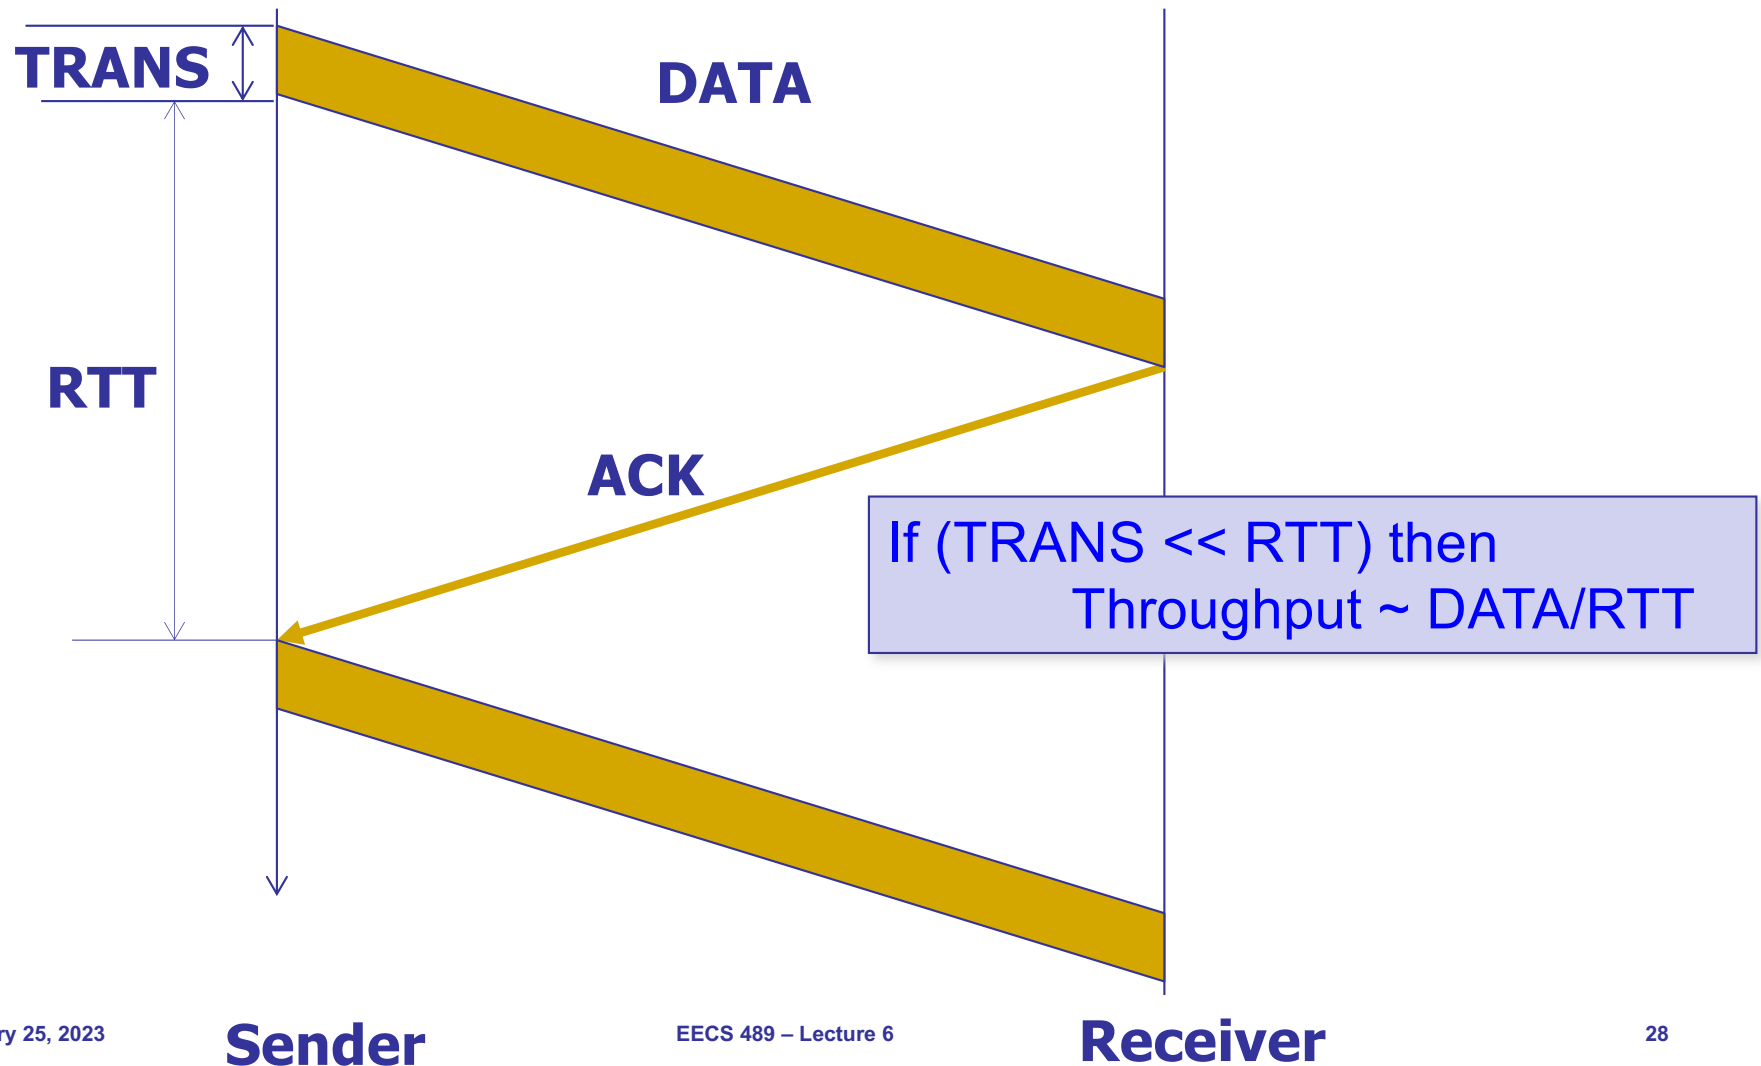 TRANS
DATA
RTT
ACK
If (TRANS << RTT) then
Throughput ~ DATA/RTT
ry 25, 2023
Sender
EECS 489 – Lecture 6
Receiver
28